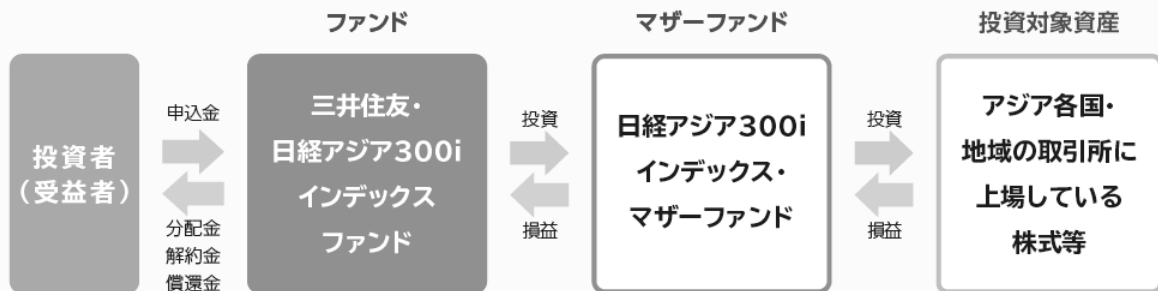 ファンド
マザーファンド
投資対象資産
投資者
（受益者）
申込金
分配金
解約金
償還金
三井住友・
日経アジア300i
インデックス
ファンド
投資
損益
日経アジア300i
インデックス・
マザーファンド
投資
損益
アジア各国・
地域の取引所に
上場している
株式等